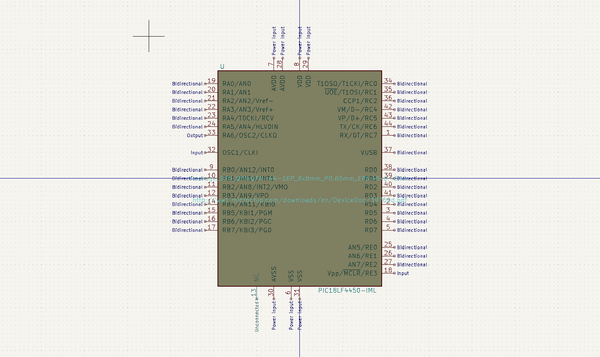 Power Input
Power Input
Power Input
Power Input
7
28
8
29
U
AVDD
AVDD
VDD
VDD
Bidirectional 19 RA0/AN0
Bidirectional 20 RA1/AN1
Bidirectional 21 RA2/AN2/Vref-
Bidirectional 22 RA3/AN3/Vref+
Bidirectional 23 RA4/T0CKI/RCV
Bidirectional 24 RA5/AN4/HLVDIN
Output 33 RA6/OSC2/CLKO
Input 32 OSC1/CLKI
Bidirectional 9 RB0/AN12/INT0
Bidirectional 10
Bidirectional 11 RB2/AN8/INT2/VMO
Bidirectional 12 RB3/AN9/VPO
Bidirectional 14 RB4/AN11/KBI0
Bidirectional 15 RB5/KBI1/PGM
Bidirectional 16 RB6/KBI2/PGC
Bidirectional 17 RB7/KBI3/PGD
T1OSO/T1CKI/RC0 34 Bidirectional
UOE/T1OSI/RC1 35 Bidirectional
CCP1/RC2 36 Bidirectional
VM/D-/RC4 42 Bidirectional
VP/D+/RC5 43 Bidirectional
TX/CK/RC6 44 Bidirectional
RX/DT/RC7 1 Bidirectional
VUSB 37 Bidirectional
RD0 38 Bidirectional
RD1 39 Bidirectional
RD2 40 Bidirectional
RD3 41 Bidirectional
RD4 2 Bidirectional
RD5 3 Bidirectional
RD6 4 Bidirectional
RD7 5 Bidirectional
AN5/RE0 25 Bidirectional
AN6/RE1 26 Bidirectional
AN7/RE2 27 Bidirectional
Vpp/MCLR/RE3 18 Input
NC
AVSS
VSS
VSS
13
30
6
31
PIC18LF4450-IML
Unconnected
Power Input
Power Input
Power Input